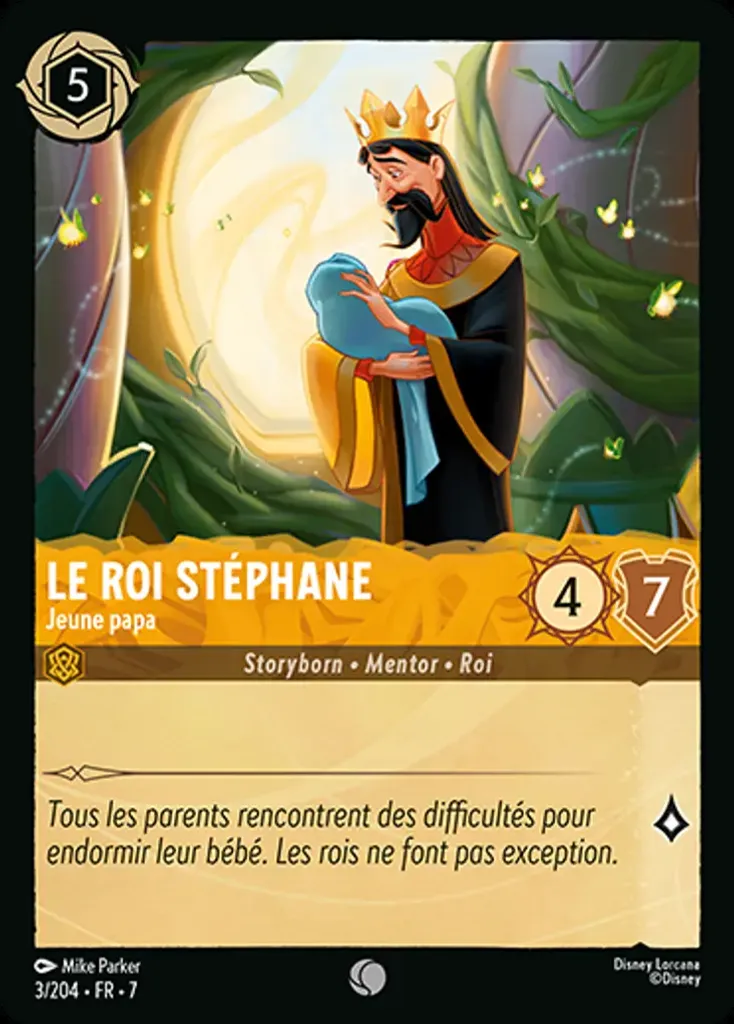 5
LE ROI STÉPHANE
Jeune papa
4
7
Storyborn • Mentor • Roi
Tous les parents rencontrent des difficultés pour
endormir leur bébé. Les rois ne font pas exception.
Mike Parker
3/204 • FR • 7
Disney Lorcana
©Disney